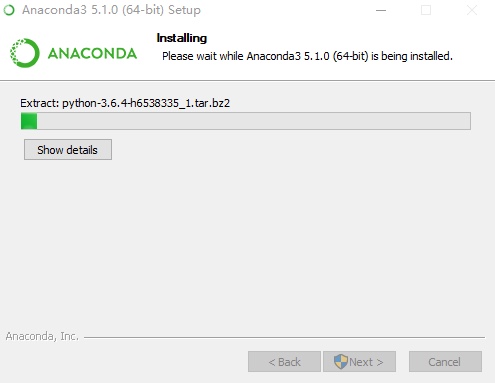 Anaconda3 5.1.0 (64-bit) Setup
ANACONDA
Installing
Please wait while Anaconda3 5.1.0 (64-bit) is being installed.
Extract: python-3.6.4-h6538335_1.tar.bz2
Show details
Anaconda, Inc.
< Back
Next >
Cancel